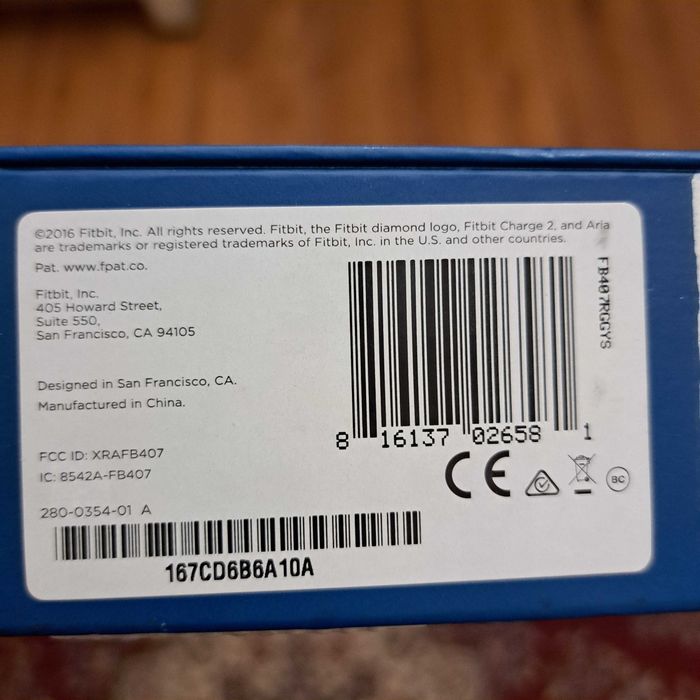 ©2016 Fitbit, Inc. All rights reserved. Fitbit, the Fitbit diamond logo, Fitbit Charge 2, and Aria
are trademarks or registered trademarks of Fitbit, Inc. in the U.S. and other countries.
Pat. www.fpat.co.
Fitbit, Inc.
405 Howard Street,
Suite 550,
San Francisco, CA 94105
Designed in San Francisco, CA.
Manufactured in China.
FCC ID: XRAFB407
IC: 8542A-FB407
280-0354-01 A
167CD6B6A10A
FB407RGGYS
8 16137 02658 1
CE
BC